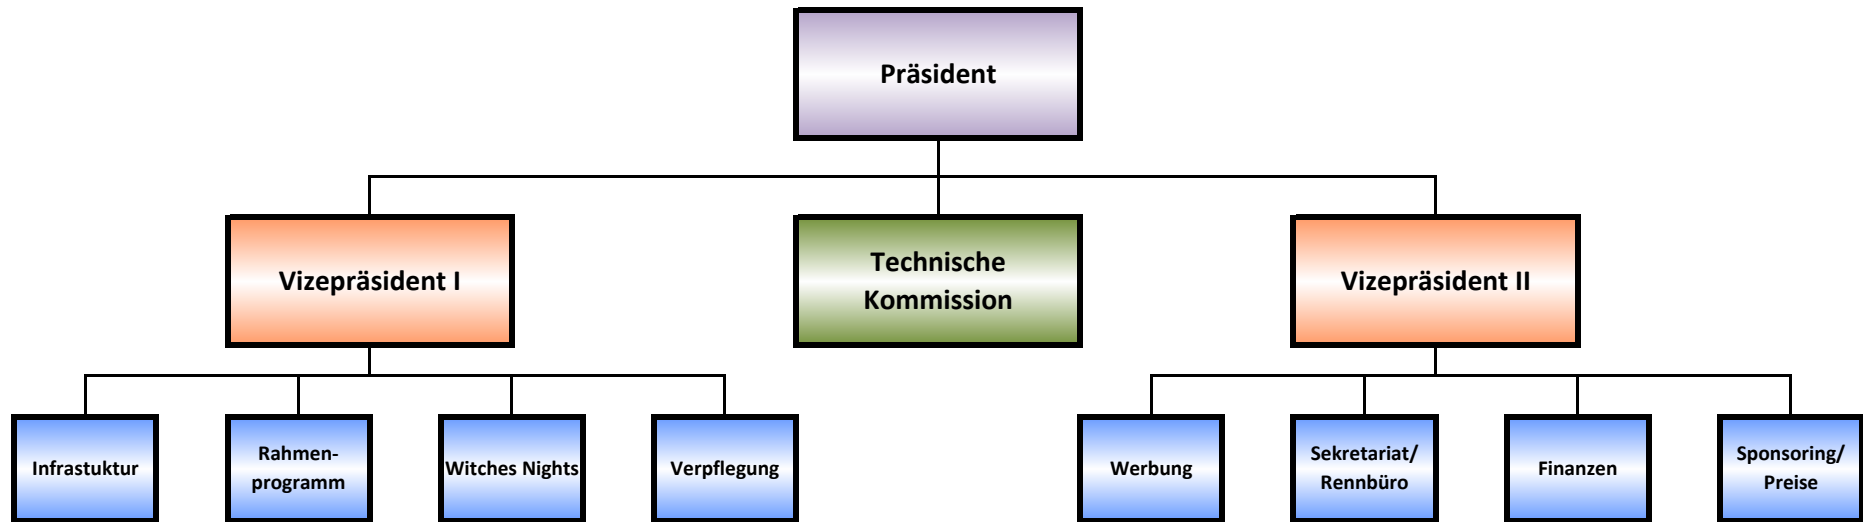 Präsident
Vizepräsident I
Technische
Kommission
Vizepräsident II
Infrastuktur
Rahmen-
programm
Witches Nights
Verpflegung
Werbung
Sekretariat/
Rennbüro
Finanzen
Sponsoring/
Preise